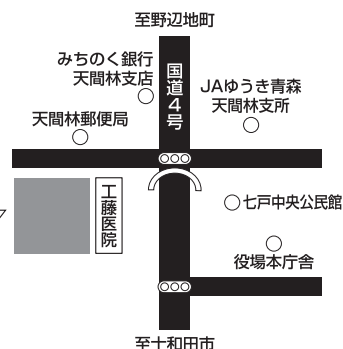 至野辺地町
みちのく銀行
天間林支店
国道4号
JAゆうき青森
天間林支所
天間林郵便局
工藤医院
七戸中央公民館
役場本庁舎
至十和田市